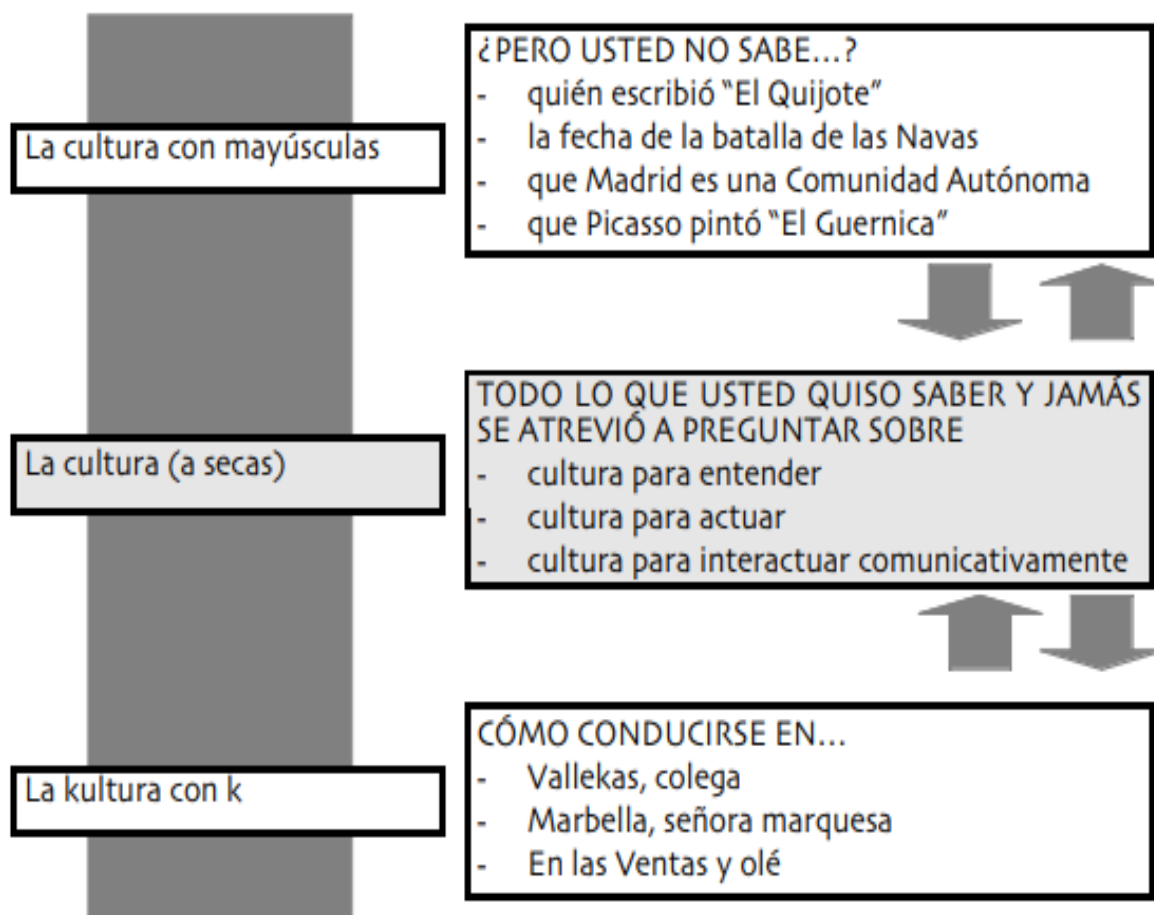 La cultura con mayúsculas
¿PERO USTED NO SABE...?
- quién escribió "El Quijote"
- la fecha de la batalla de las Navas
- que Madrid es una Comunidad Autónoma
- que Picasso pintó "El Guernica"
La cultura (a secas)
TODO LO QUE USTED QUISO SABER Y JAMÁS
SE ATREVIÓ A PREGUNTAR SOBRE
- cultura para entender
- cultura para actuar
- cultura para interactuar comunicativamente
La kultura con k
CÓMO CONDUCIRSE EN...
- Vallekas, colega
- Marbella, señora marquesa
- En las Ventas y olé